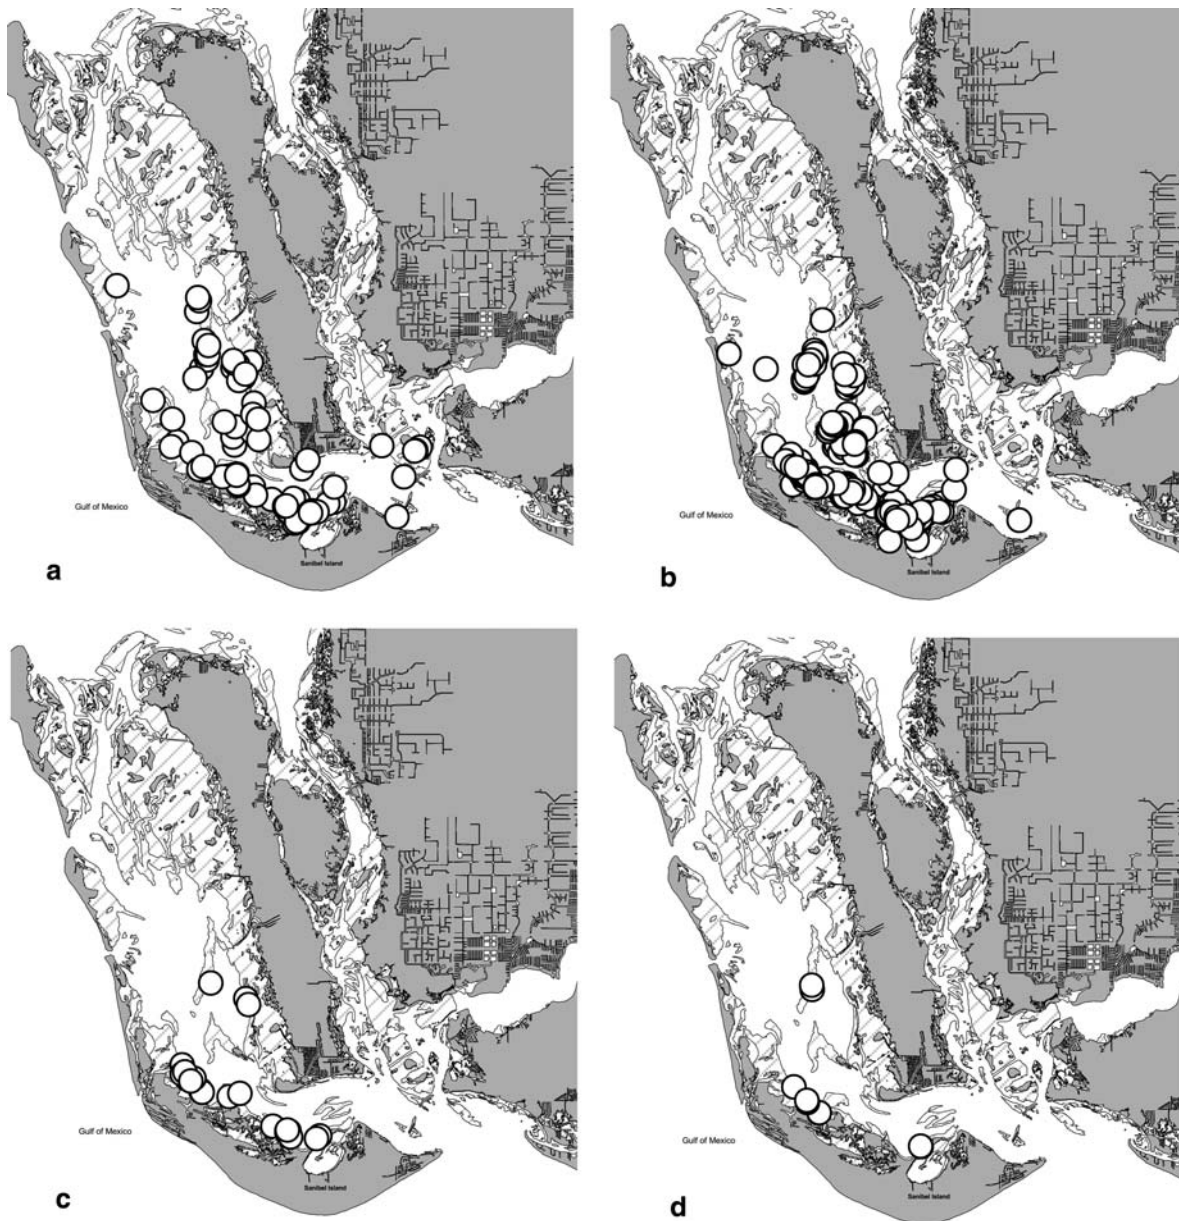 Gulf of Mexico
Sanibel Island
a
Gulf of Mexico
Sanibel Island
b
Gulf of Mexico
Sanibel Island
c
Gulf of Mexico
Sanibel Island
d